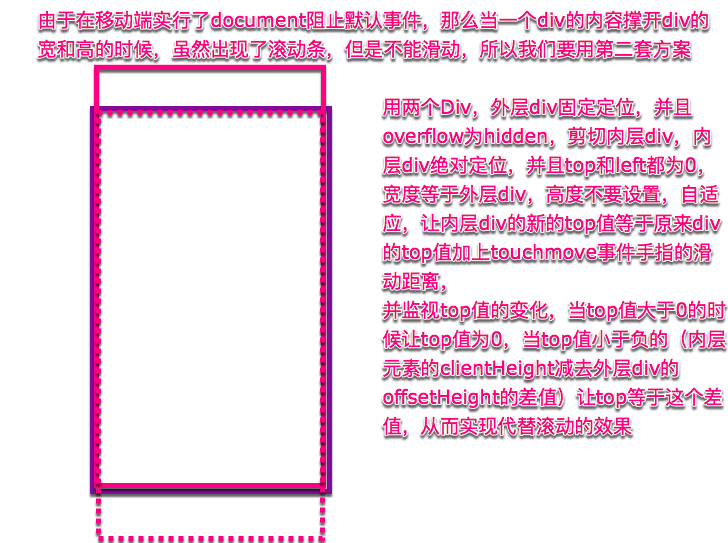 由于在移动端实行了document阻止默认事件，那么当一个div的内容撑开div的
宽和高的时候，虽然出现了滚动条，但是不能滑动，所以我们要用第二套方案
用两个Div，外层div固定定位，并且
overflow为hidden，剪切内层div，内
层div绝对定位，并且top和left都为0，
宽度等于外层div，高度不要设置，自适
应，让内层div的新的top值等于原来div
的top值加上touchmove事件手指的滑
动距离，
并监视top值的变化，当top值大于0的时
候让top值为0，当top值小于负的（内层
元素的clientHeight减去外层div的
offsetHeight的差值）让top等于这个差
值，从而实现代替滚动的效果